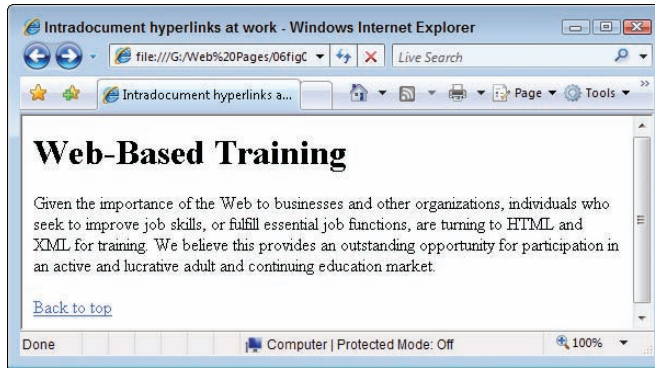 Intradocument hyperlinks at work - Windows Internet Explorer
file:///G:/Web%20Pages/06figC
Live Search
Intradocument hyperlinks a...
Page
Tools
»
Web-Based Training
Given the importance of the Web to businesses and other organizations, individuals who
seek to improve job skills, or fulfill essential job functions, are turning to HTML and
XML for training. We believe this provides an outstanding opportunity for participation in
an active and lucrative adult and continuing education market.
Back to top
Done
Computer | Protected Mode: Off
100%